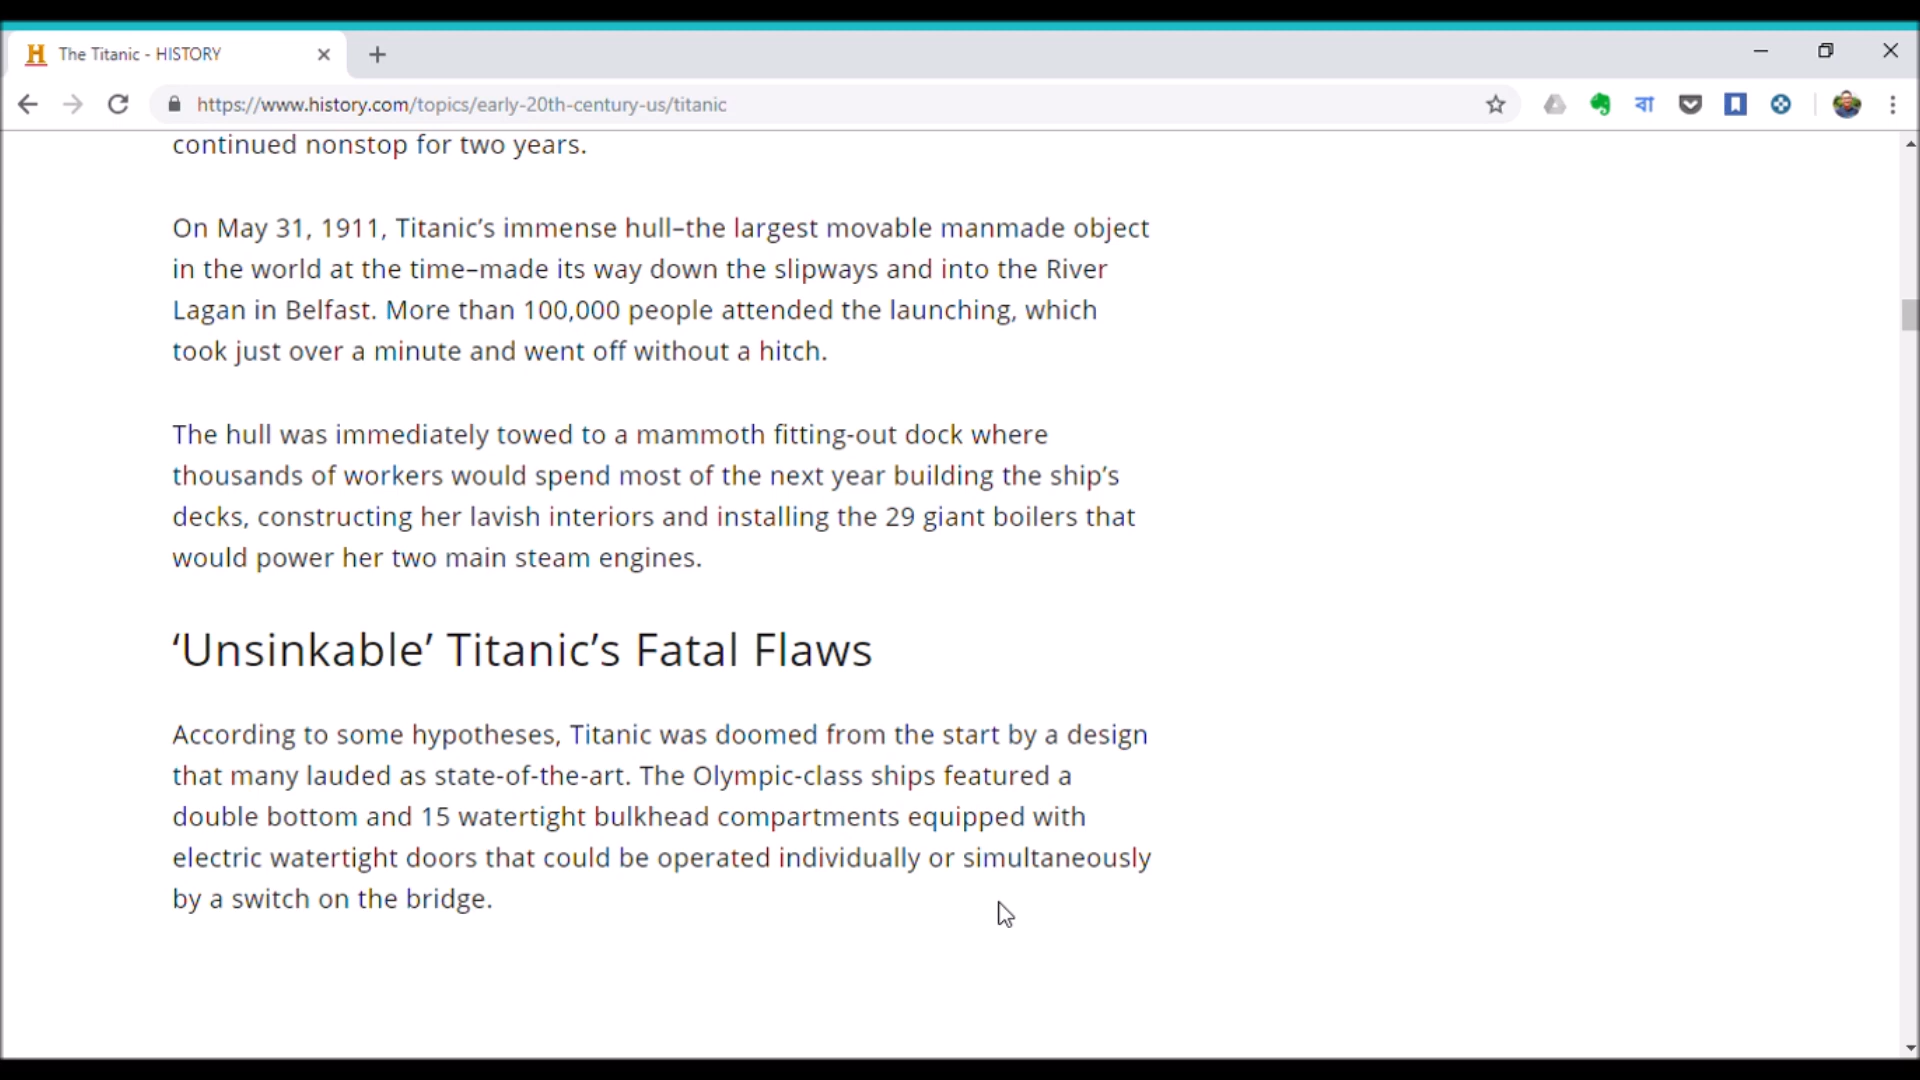 The Titanic - HISTORY
https://www.history.com/topics/early-20th-century-us/titanic
বা
continued nonstop for two years.
On May 31, 1911, Titanic’s immense hull–the largest movable manmade object
in the world at the time–made its way down the slipways and into the River
Lagan in Belfast. More than 100,000 people attended the launching, which
took just over a minute and went off without a hitch.
The hull was immediately towed to a mammoth fitting-out dock where
thousands of workers would spend most of the next year building the ship’s
decks, constructing her lavish interiors and installing the 29 giant boilers that
would power her two main steam engines.
‘Unsinkable’ Titanic’s Fatal Flaws
According to some hypotheses, Titanic was doomed from the start by a design
that many lauded as state-of-the-art. The Olympic-class ships featured a
double bottom and 15 watertight bulkhead compartments equipped with
electric watertight doors that could be operated individually or simultaneously
by a switch on the bridge.